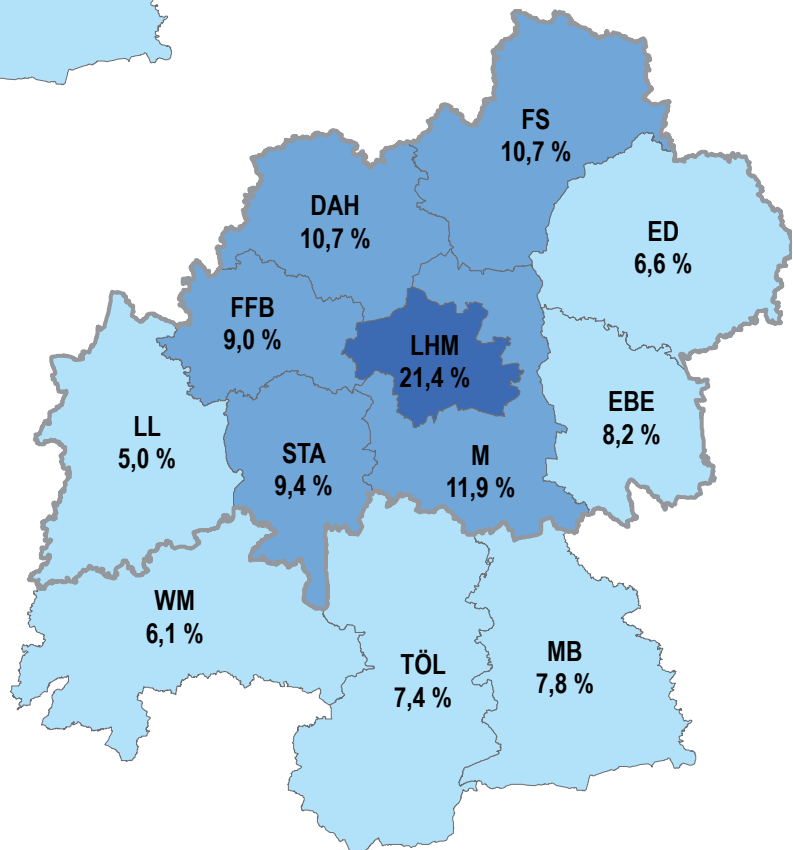 FS
10,7 %
DAH
10,7 %
ED
6,6 %
FFB
9,0 %
LHM
21,4 %
EBE
8,2 %
LL
5,0 %
STA
9,4 %
M
11,9 %
WM
6,1 %
TÖL
7,4 %
MB
7,8 %